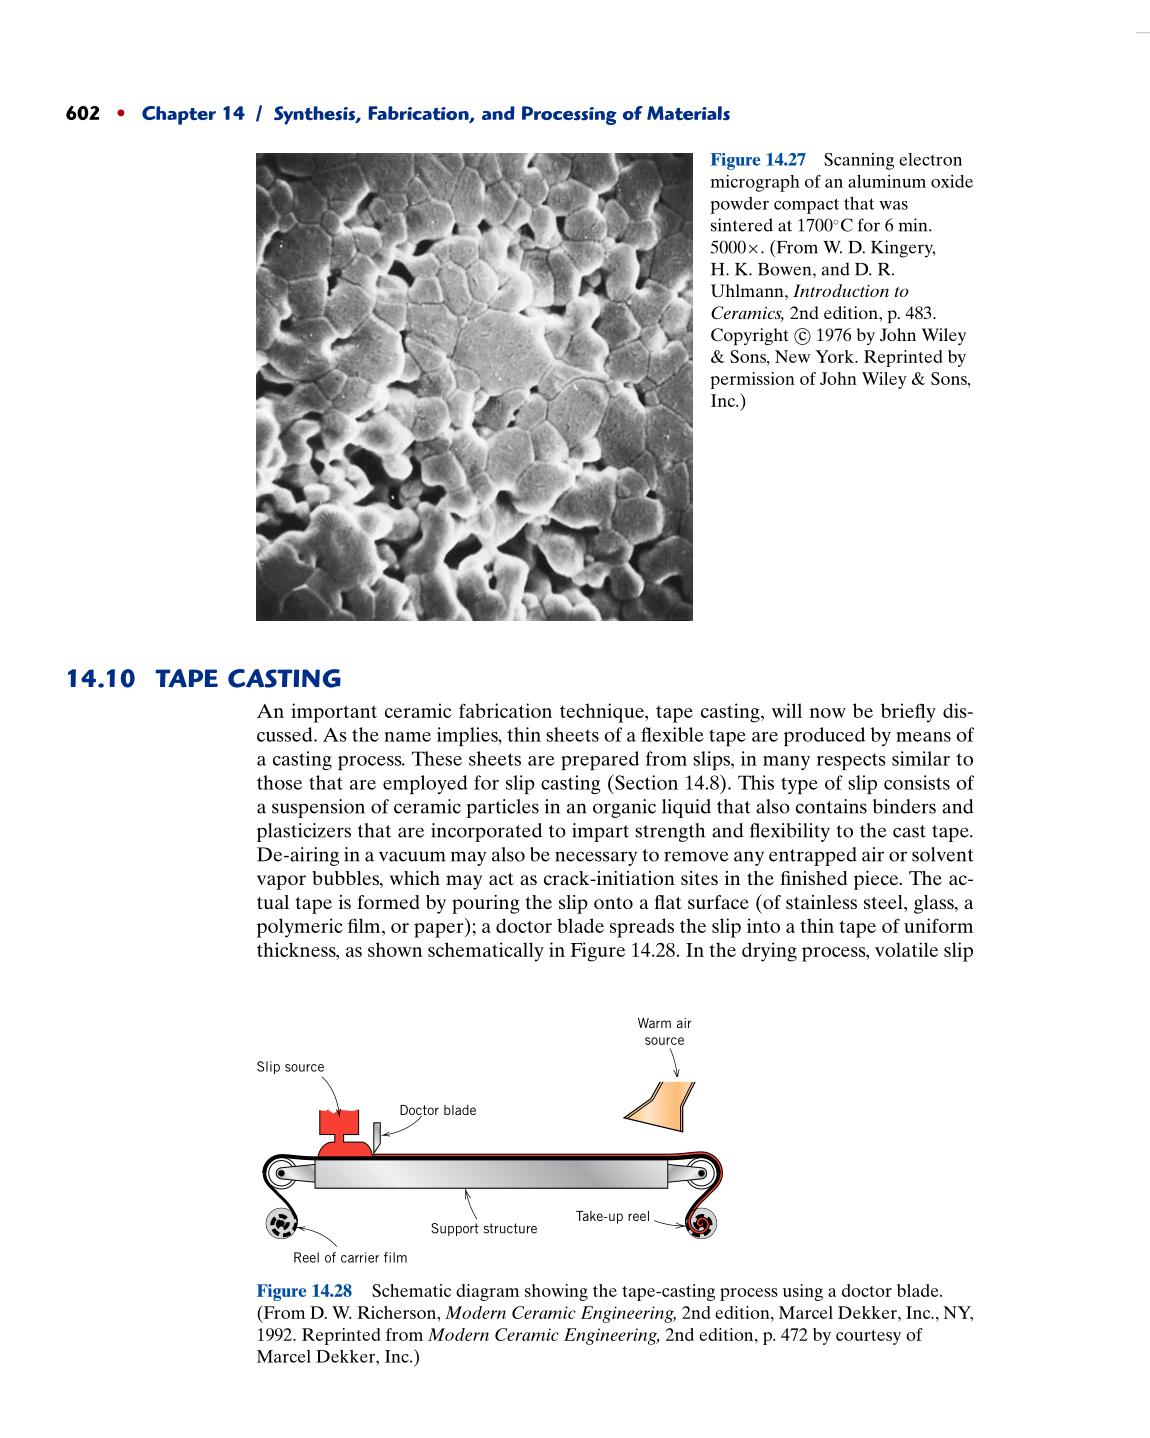 602 • Chapter 14 / Synthesis, Fabrication, and Processing of Materials
Figure 14.27 Scanning electron
micrograph of an aluminum oxide
powder compact that was
sintered at 1700°C for 6 min.
5000×. (From W. D. Kingery,
H. K. Bowen, and D. R.
Uhlmann, Introduction to
Ceramics, 2nd edition, p. 483.
Copyright © 1976 by John Wiley
& Sons, New York. Reprinted by
permission of John Wiley & Sons,
Inc.)
14.10 TAPE CASTING
An important ceramic fabrication technique, tape casting, will now be briefly dis-
cussed. As the name implies, thin sheets of a flexible tape are produced by means of
a casting process. These sheets are prepared from slips, in many respects similar to
those that are employed for slip casting (Section 14.8). This type of slip consists of
a suspension of ceramic particles in an organic liquid that also contains binders and
plasticizers that are incorporated to impart strength and flexibility to the cast tape.
De-airing in a vacuum may also be necessary to remove any entrapped air or solvent
vapor bubbles, which may act as crack-initiation sites in the finished piece. The ac-
tual tape is formed by pouring the slip onto a flat surface (of stainless steel, glass, a
polymeric film, or paper); a doctor blade spreads the slip into a thin tape of uniform
thickness, as shown schematically in Figure 14.28. In the drying process, volatile slip
Warm air
source
Slip source
Doctor blade
Take-up reel
Support structure
Reel of carrier film
Figure 14.28 Schematic diagram showing the tape-casting process using a doctor blade.
(From D. W. Richerson, Modern Ceramic Engineering, 2nd edition, Marcel Dekker, Inc., NY,
1992. Reprinted from Modern Ceramic Engineering, 2nd edition, p. 472 by courtesy of
Marcel Dekker, Inc.)